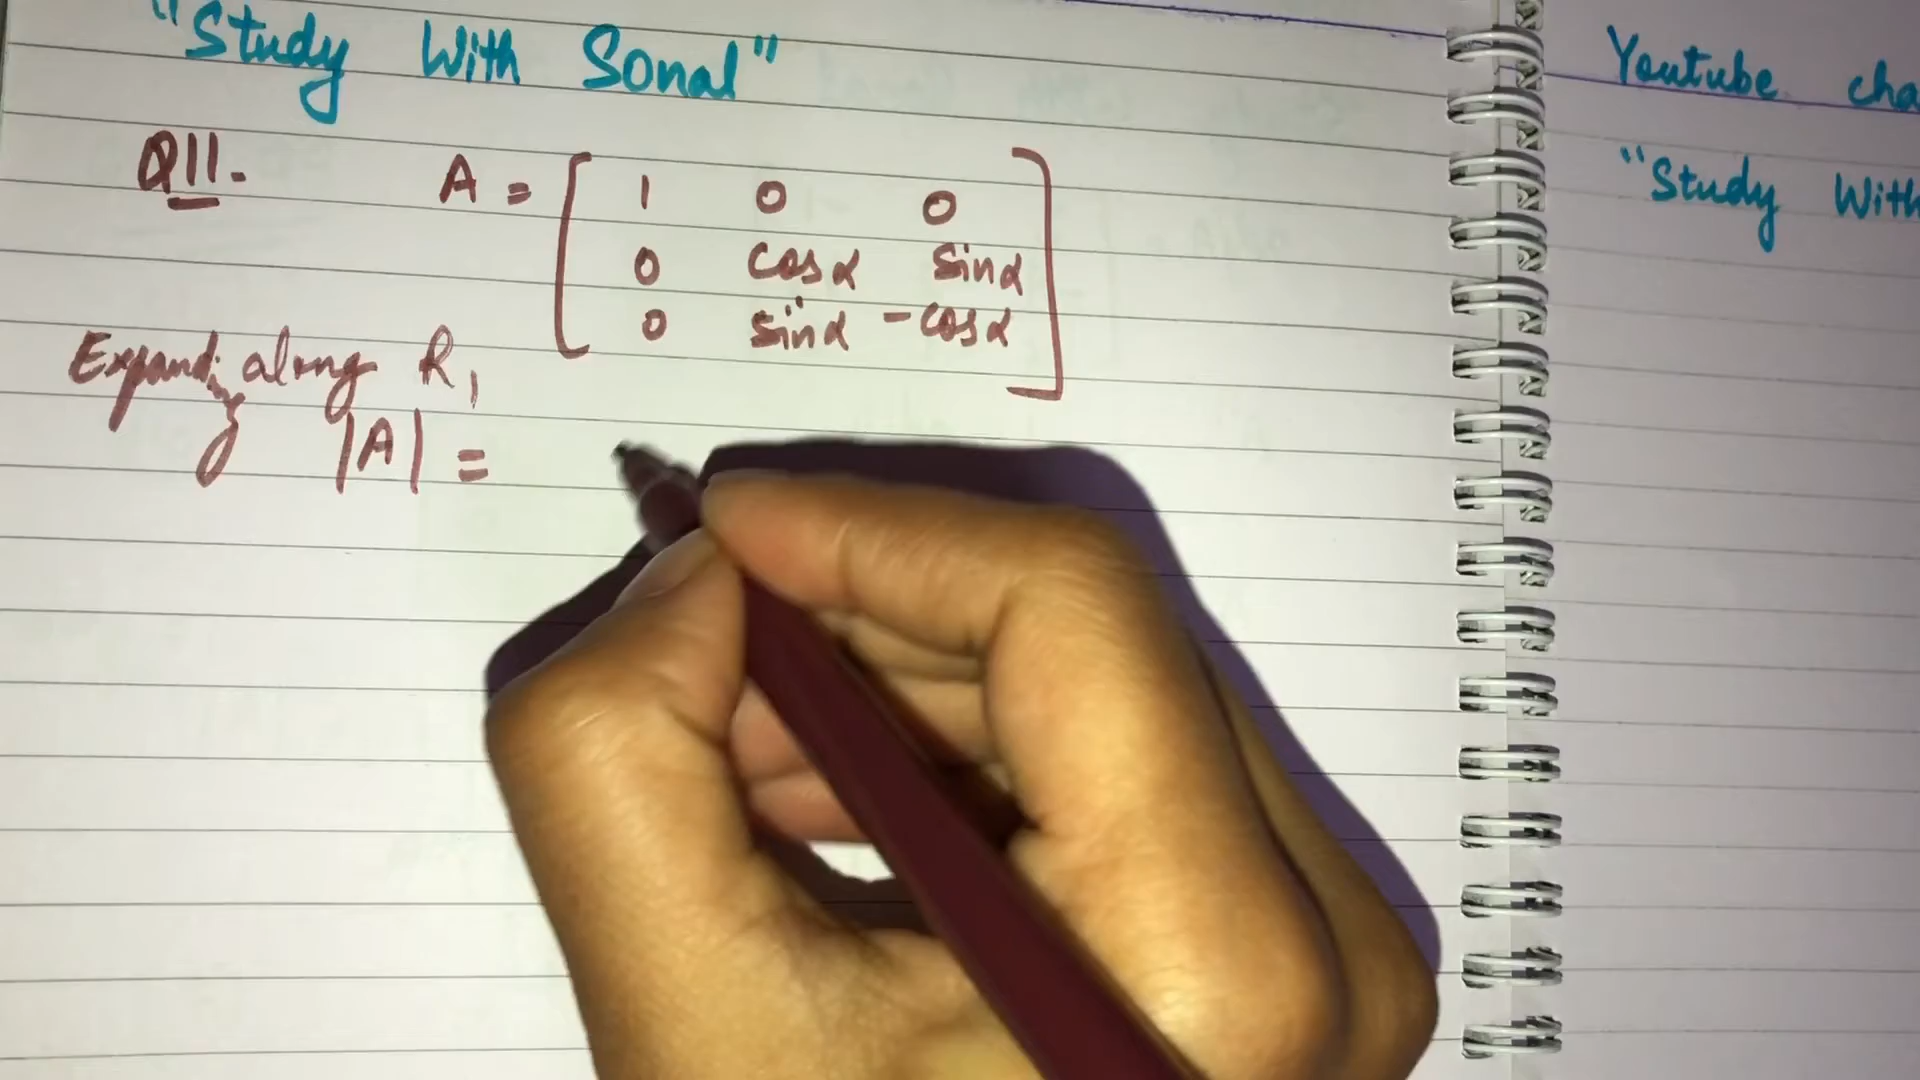 "Study With Sonal"
Q11. A = [ 1 0 0
0 cosα sinα
0 sinα -cosα ]
Expanding along R₁
|A| =
Youtube cha
"Study With